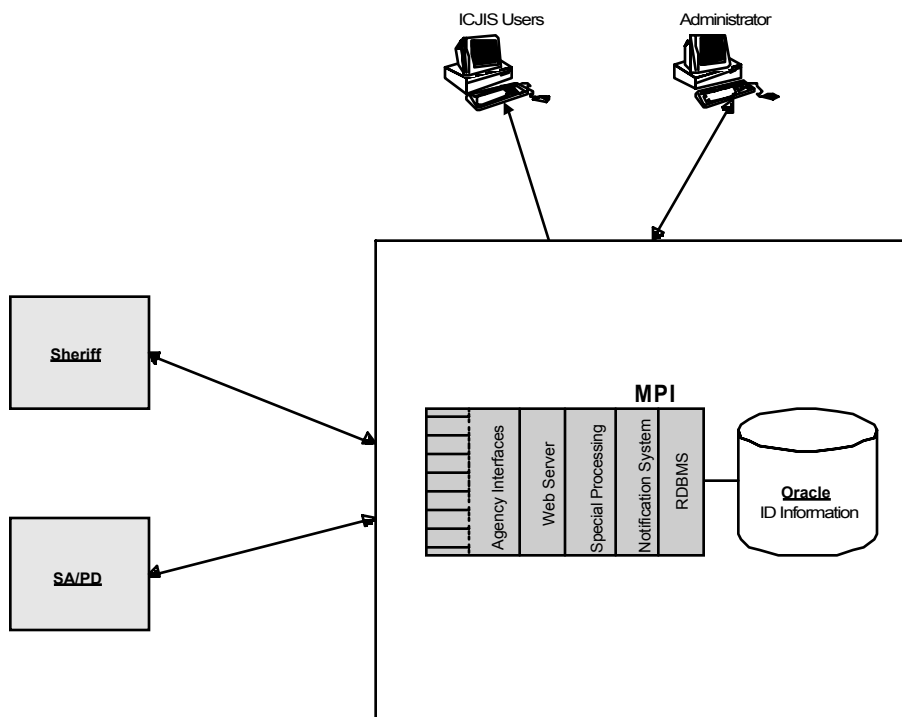 ICJIS Users
Administrator
Sheriff
MPI
Agency Interfaces
Web Server
Special Processing
Notification System
RDBMS
Oracle
ID Information
SA/PD